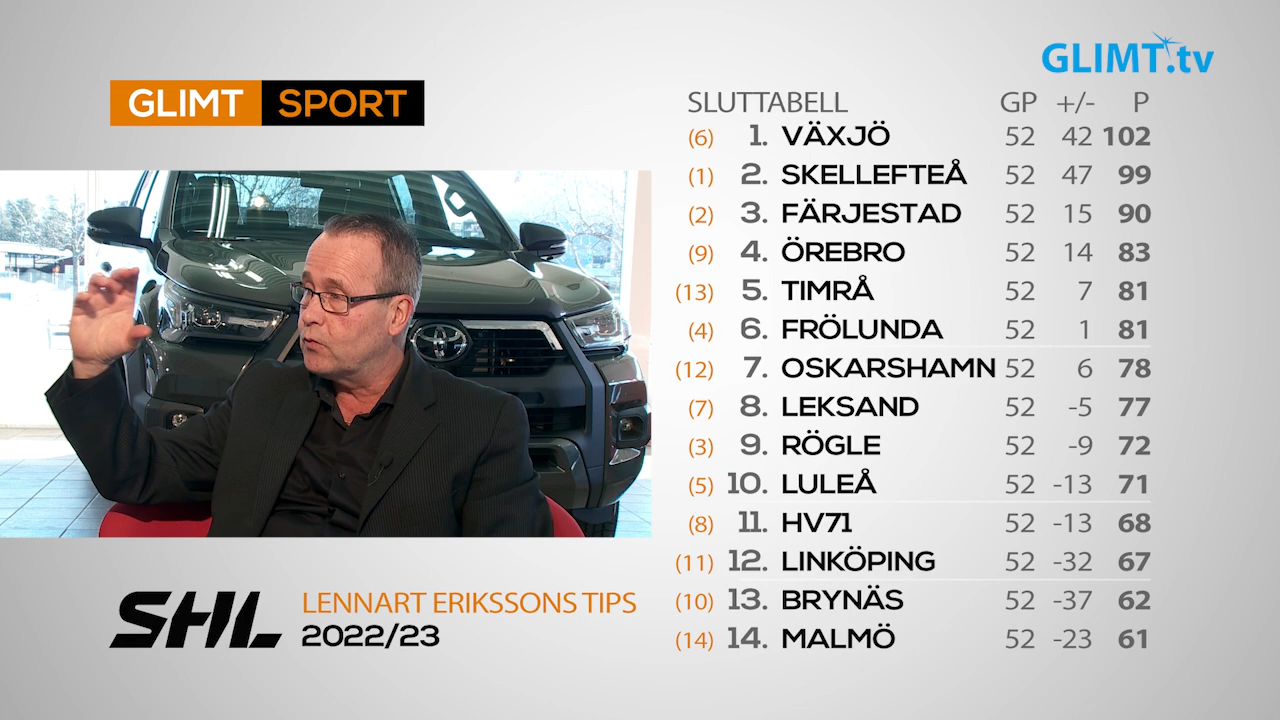 GLIMT SPORT
GLIMT.tv
SLUTTABELL GP +/- P
(6) 1. VÄXJÖ 52 42 102
(1) 2. SKELLEFTEÅ 52 47 99
(2) 3. FÄRJESTAD 52 15 90
(9) 4. ÖREBRO 52 14 83
(13) 5. TIMRÅ 52 7 81
(4) 6. FRÖLUNDA 52 1 81
(12) 7. OSKARSHAMN 52 6 78
(7) 8. LEKSAND 52 -5 77
(3) 9. RÖGLE 52 -9 72
(5) 10. LULEÅ 52 -13 71
(8) 11. HV71 52 -13 68
(11) 12. LINKÖPING 52 -32 67
(10) 13. BRYNÄS 52 -37 62
(14) 14. MALMÖ 52 -23 61
SHL
LENNART ERIKSSONS TIPS
2022/23